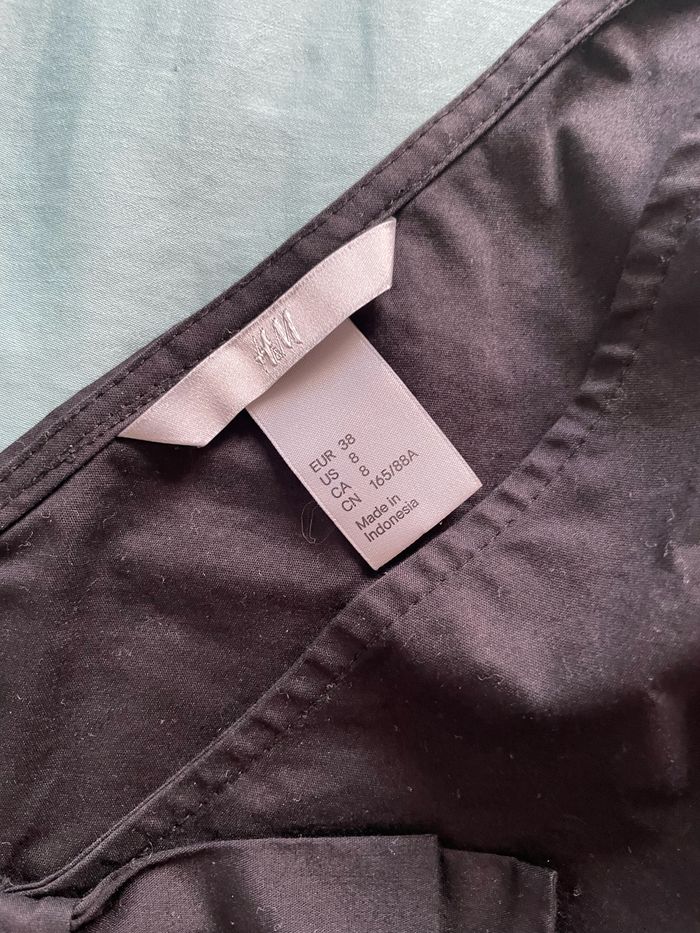 H&M
EUR 38
US 8
CA 8
CN 165/88A
Made in
Indonesia